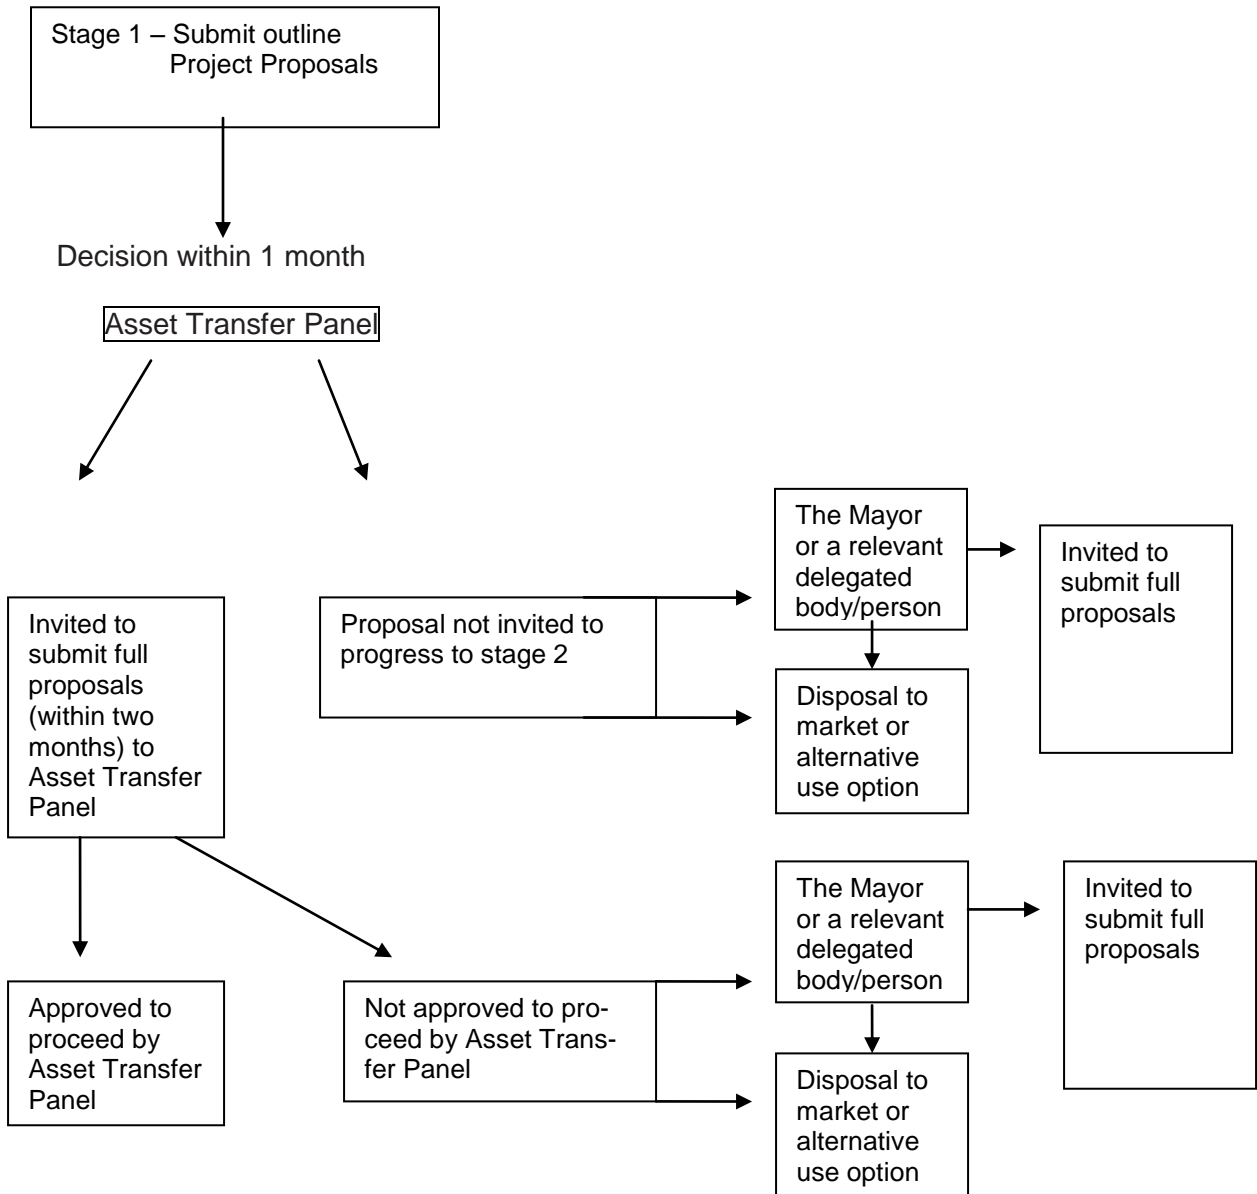 Stage 1 – Submit outline
Project Proposals
Decision within 1 month
Asset Transfer Panel
Invited to
submit full
proposals
(within two
months) to
Asset Transfer
Panel
Proposal not invited to
progress to stage 2
The Mayor
or a relevant
delegated
body/person
Invited to
submit full
proposals
Disposal to
market or
alternative
use option
Approved to
proceed by
Asset Transfer
Panel
Not approved to pro-
ceed by Asset Trans-
fer Panel
The Mayor
or a relevant
delegated
body/person
Invited to
submit full
proposals
Disposal to
market or
alternative
use option